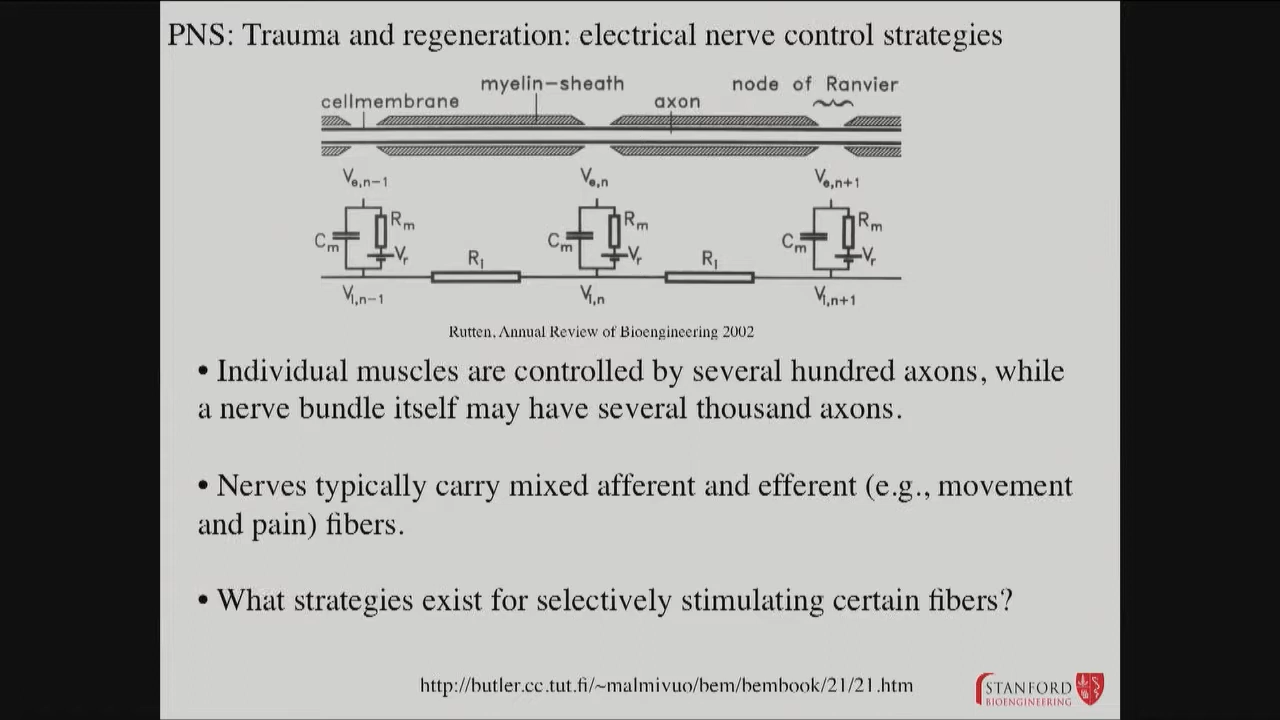 PNS: Trauma and regeneration: electrical nerve control strategies
myelin-sheath
node of Ranvier
cellmembrane
axon
Ve,n-1
Ve,n
Ve,n+1
Cm
Rm
Vr
Ri
Cm
Rm
Vr
Ri
Cm
Rm
Vr
Vi,n-1
Vi,n
Vi,n+1
Rutten, Annual Review of Bioengineering 2002
• Individual muscles are controlled by several hundred axons, while
a nerve bundle itself may have several thousand axons.
• Nerves typically carry mixed afferent and efferent (e.g., movement
and pain) fibers.
• What strategies exist for selectively stimulating certain fibers?
http://butler.cc.tut.fi/~malmivuo/bem/bembook/21/21.htm
STANFORD
BIOENGINEERING